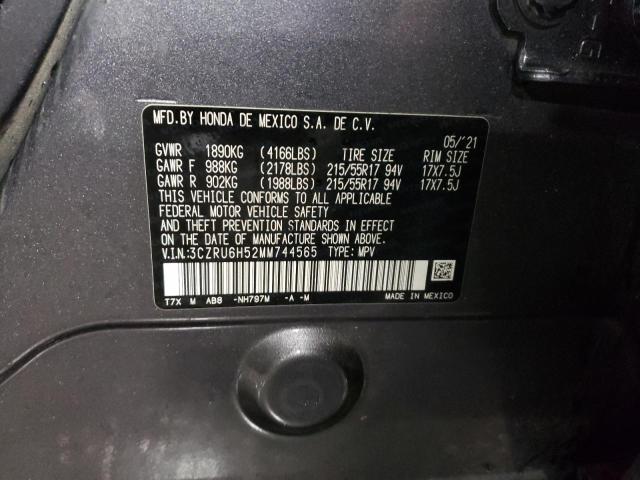 MFD.BY HONDA DE MEXICO S.A. DE C.V.
05/'21
GVWR 1890KG (4166LBS) TIRE SIZE RIM SIZE
GAWR F 988KG (2178LBS) 215/55R17 94V 17X7.5J
GAWR R 902KG (1988LBS) 215/55R17 94V 17X7.5J
THIS VEHICLE CONFORMS TO ALL APPLICABLE
FEDERAL MOTOR VEHICLE SAFETY
AND THEFT PREVENTION STANDARDS IN EFFECT
ON THE DATE OF MANUFACTURE SHOWN ABOVE.
V.I.N:3CZRU6H52MM744565 TYPE: MPV
T7X M AB8 -NH797M -A -M
MADE IN MEXICO